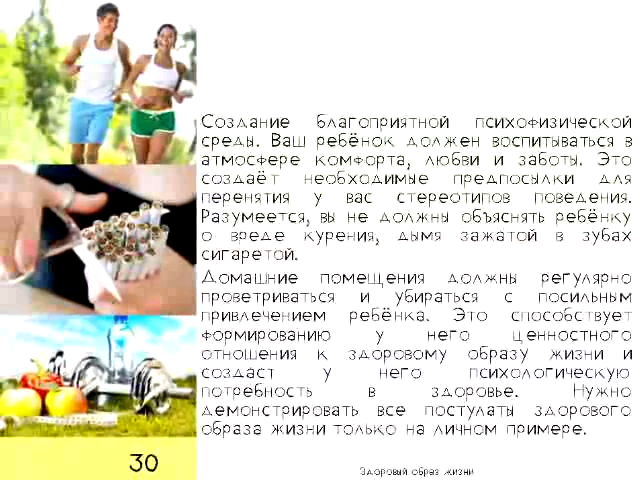 Создание благоприятной психофизической
среды. Ваш ребёнок должен воспитываться в
атмосфере комфорта, любви и заботы. Это
создаёт необходимые предпосылки для
перенятия у вас стереотипов поведения.
Разумеется, вы не должны объяснять ребёнку
о вреде курения, дымя зажатой в зубах
сигаретой.
Домашние помещения должны регулярно
проветриваться и убираться с посильным
привлечением ребёнка. Это способствует
формированию у него ценностного
отношения к здоровому образу жизни и
создаст у него психологическую
потребность в здоровье. Нужно
демонстрировать все постулаты здорового
образа жизни только на личном примере.
30
Здоровый образ жизни